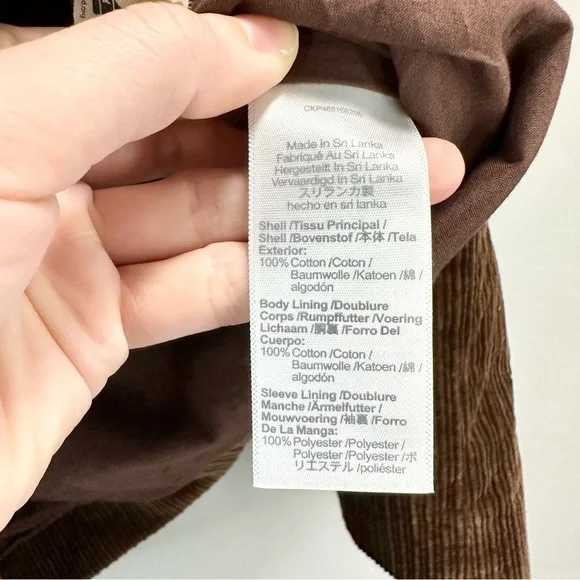 Made In Sri Lanka
Fabriqué Au Sri Lanka
Hergestellt In Sri Lanka
Vervaardigd In Sri Lanka
スリランカ製
hecho en sri lanka
Shell /Tissu Principal /
Shell /Bovenstof /本体 /Tela
Exterior:
100% Cotton /Coton /
Baumwolle /Katoen /綿 /
algodón
Body Lining /Doublure
Corps /Rumpffutter /Voering
Lichaam /胴裏 /Forro Del
Cuerpo:
100% Cotton /Coton /
Baumwolle /Katoen /綿 /
algodón
Sleeve Lining /Doublure
Manche /Ärmelfutter /
Mouwvoering /袖裏 /Forro
De La Manga:
100% Polyester /Polyester /
Polyester /Polyester /ポ
リエステル /poliéster